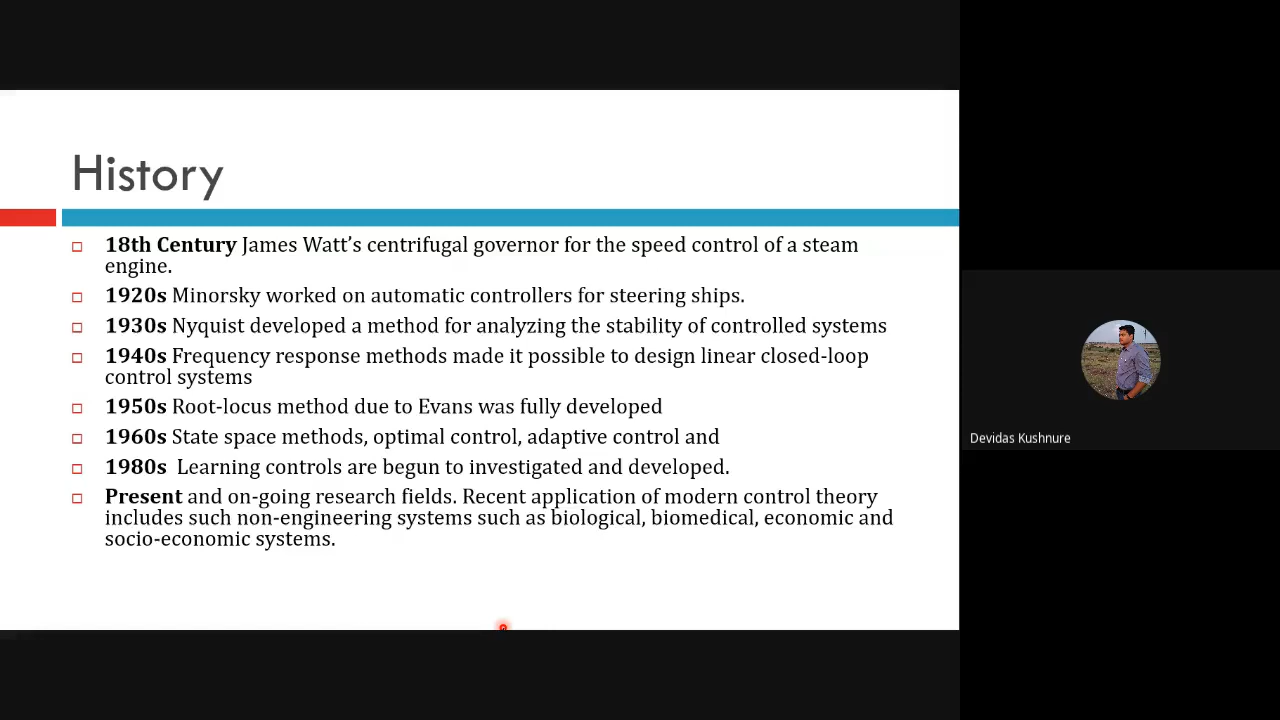 History
18th Century James Watt’s centrifugal governor for the speed control of a steam
engine.
1920s Minorsky worked on automatic controllers for steering ships.
1930s Nyquist developed a method for analyzing the stability of controlled systems
1940s Frequency response methods made it possible to design linear closed-loop
control systems
1950s Root-locus method due to Evans was fully developed
1960s State space methods, optimal control, adaptive control and
1980s Learning controls are begun to investigated and developed.
Present and on-going research fields. Recent application of modern control theory
includes such non-engineering systems such as biological, biomedical, economic and
socio-economic systems.
Devidas Kushnure